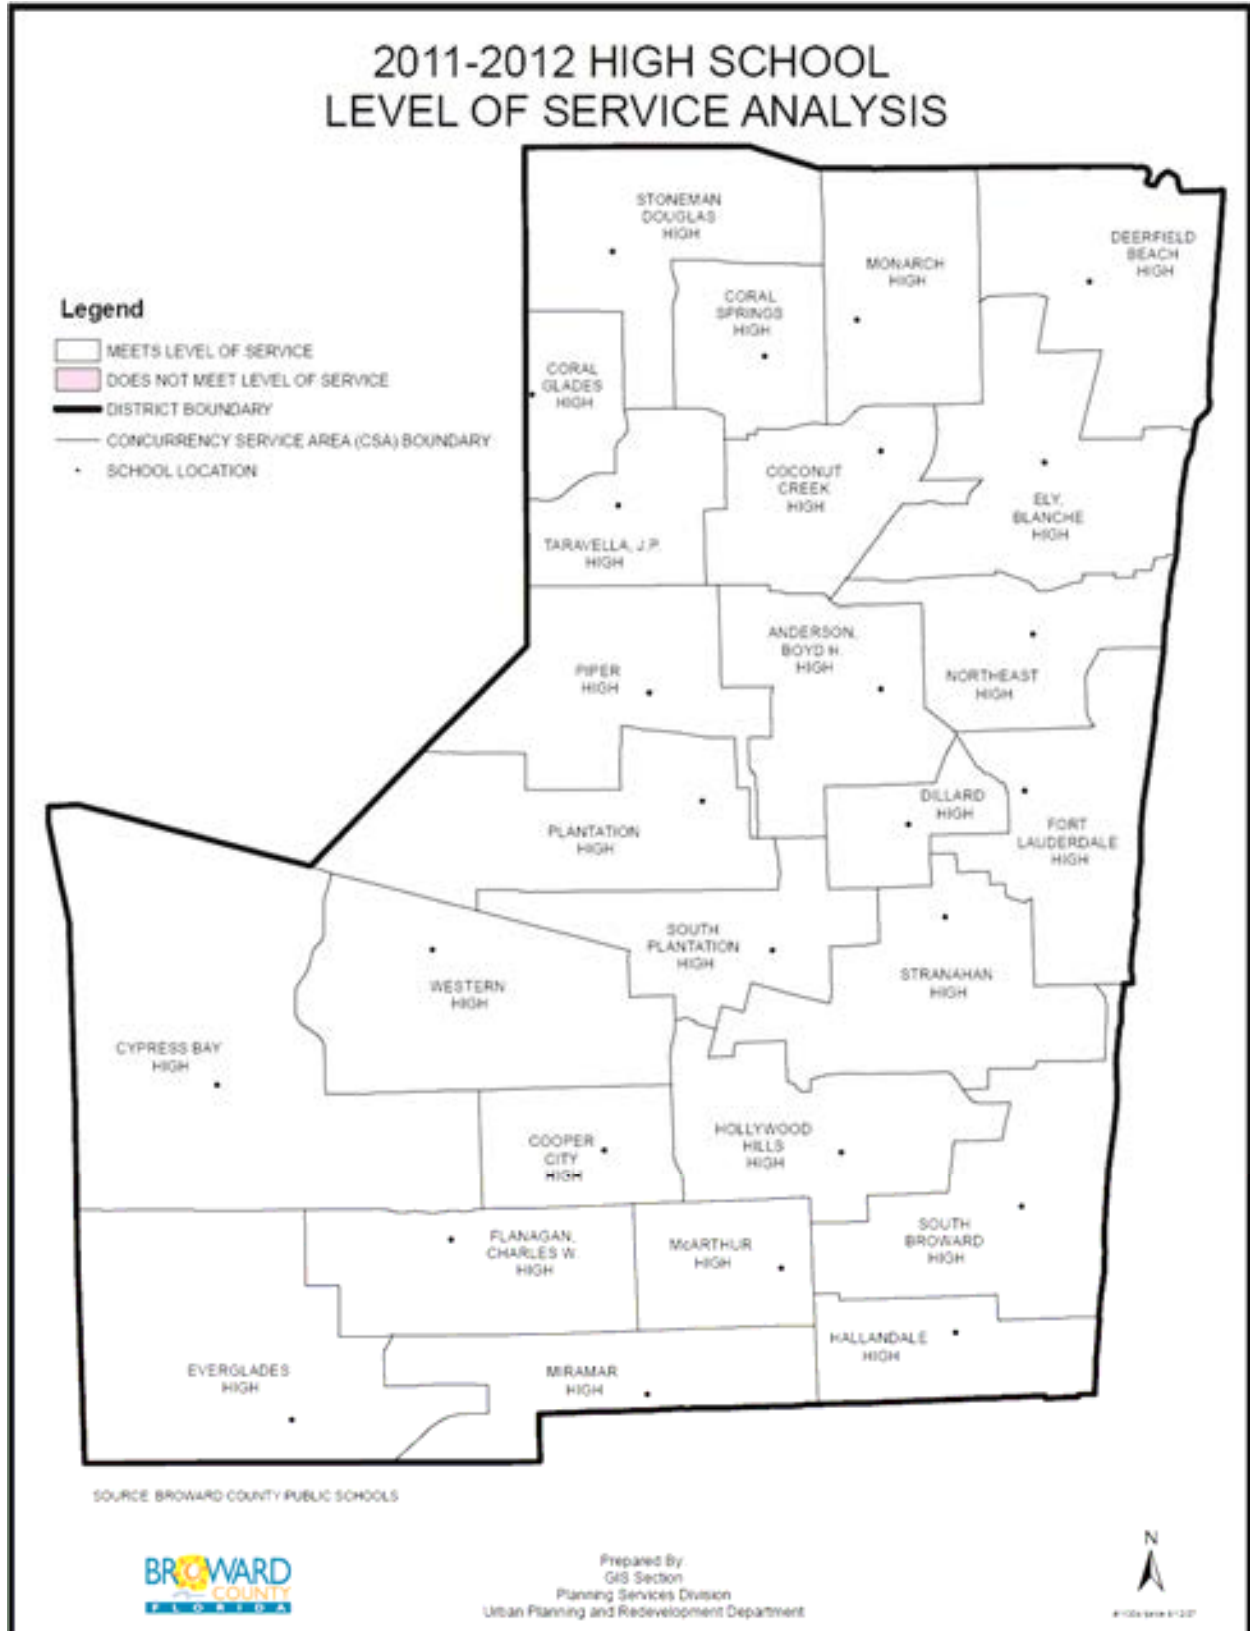 2011-2012 HIGH SCHOOL
LEVEL OF SERVICE ANALYSIS
STONEMAN
DOUGLAS
HIGH
DEERFIELD
BEACH
HIGH
MONARCH
HIGH
CORAL
SPRINGS
HIGH
Legend
MEETS LEVEL OF SERVICE
DOES NOT MEET LEVEL OF SERVICE
DISTRICT BOUNDARY
CONCURRENCY SERVICE AREA (CSA) BOUNDARY
SCHOOL LOCATION
CORAL
GLADES
HIGH
COCONUT
CREEK
HIGH
ELY,
BLANCHE
HIGH
TARAVELLA, J.P.
HIGH
ANDERSON,
BOYD H.
HIGH
PIPER
HIGH
NORTHEAST
HIGH
DILLARD
HIGH
PLANTATION
HIGH
FORT
LAUDERDALE
HIGH
SOUTH
PLANTATION
HIGH
STRANAHAN
HIGH
WESTERN
HIGH
CYPRESS BAY
HIGH
COOPER
CITY
HIGH
HOLLYWOOD
HILLS
HIGH
FLANAGAN,
CHARLES W.
HIGH
McARTHUR
HIGH
SOUTH
BROWARD
HIGH
HALLANDALE
HIGH
EVERGLADES
HIGH
MIRAMAR
HIGH
SOURCE: BROWARD COUNTY PUBLIC SCHOOLS
BROWARD
COUNTY
FLORIDA
Prepared By:
GIS Section
Planning Services Division
Urban Planning and Redevelopment Department
N